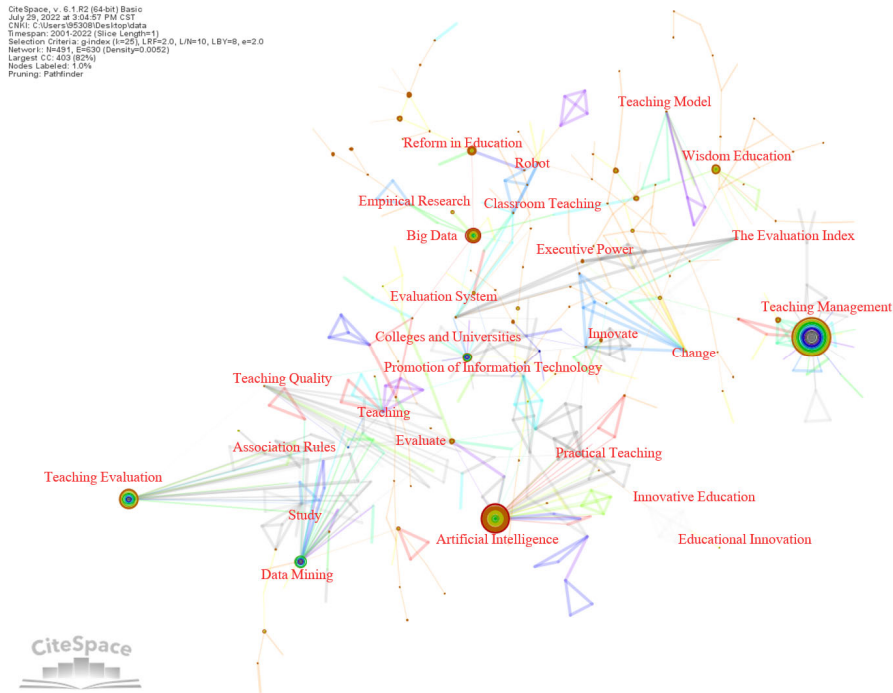 CiteSpace, v. 6.1.R2 (64-bit) Basic
July 29, 2022 at 3:04:57 PM CST
CNKI: C:\Users\95308\Desktop\data
Timespan: 2001-2022 (Slice Length=1)
Selection Criteria: g-index (k=25), LRF=2.0, L/N=10, LBY=8, e=2.0
Network: N=491, E=630 (Density=0.0052)
Largest CC: 403 (82%)
Nodes Labeled: 1.0%
Pruning: Pathfinder
Teaching Model
Reform in Education
Robot
Wisdom Education
Empirical Research
Classroom Teaching
Big Data
Executive Power
The Evaluation Index
Evaluation System
Teaching Management
Colleges and Universities
Innovate
Change
Promotion of Information Technology
Teaching Quality
Teaching
Association Rules
Evaluate
Practical Teaching
Teaching Evaluation
Innovative Education
Study
Artificial Intelligence
Educational Innovation
Data Mining
CiteSpace